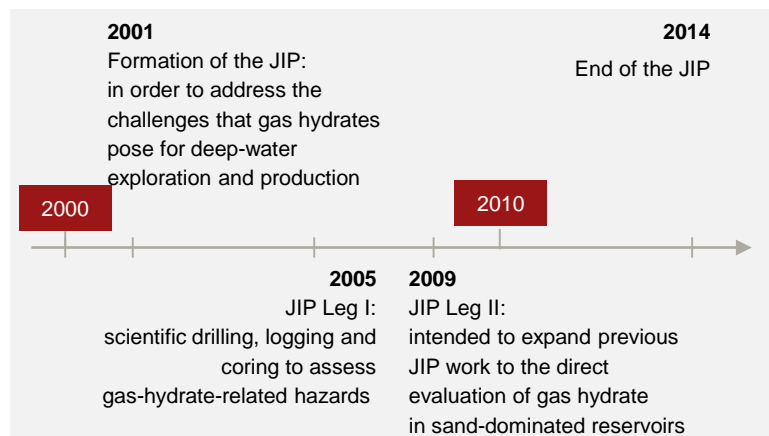 2001
Formation of the JIP:
in order to address the
challenges that gas hydrates
pose for deep-water
exploration and production
2014
End of the JIP
2000
2010
2005
JIP Leg I:
scientific drilling, logging and
coring to assess
gas-hydrate-related hazards
2009
JIP Leg II:
intended to expand previous
JIP work to the direct
evaluation of gas hydrate
in sand-dominated reservoirs